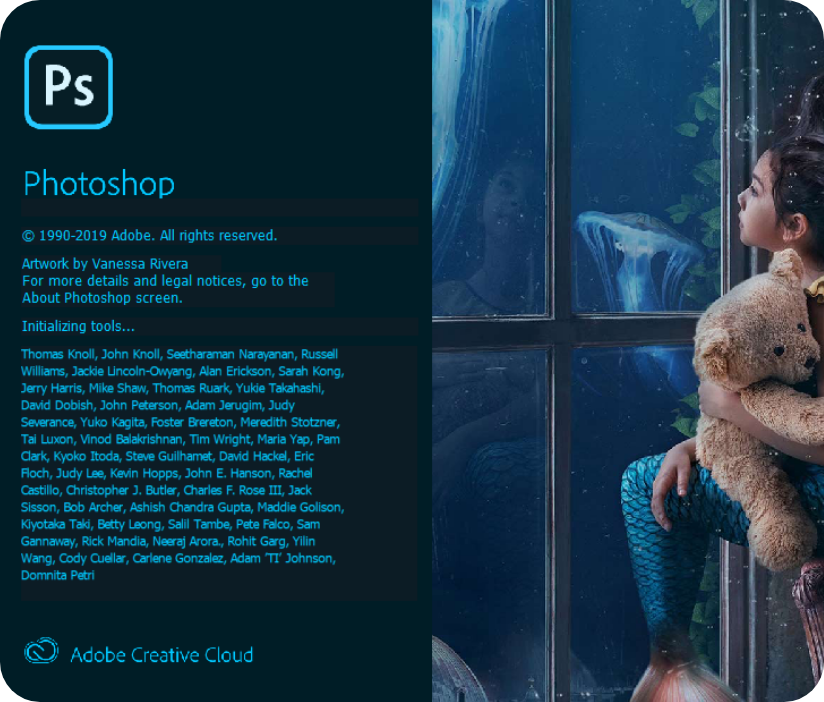 Ps
Photoshop
© 1990-2019 Adobe. All rights reserved.
Artwork by Vanessa Rivera
For more details and legal notices, go to the
About Photoshop screen.
Initializing tools...
Thomas Knoll, John Knoll, Seetharaman Narayanan, Russell
Williams, Jackie Lincoln-Owyang, Alan Erickson, Sarah Kong,
Jerry Harris, Mike Shaw, Thomas Ruark, Yukie Takahashi,
David Dobish, John Peterson, Adam Jerugim, Judy
Severance, Yuko Kagita, Foster Brereton, Meredith Stotzner,
Tai Luxon, Vinod Balakrishnan, Tim Wright, Maria Yap, Pam
Clark, Kyoko Itoda, Steve Guilhamet, David Hackel, Eric
Floch, Judy Lee, Kevin Hopps, John E. Hanson, Rachel
Castillo, Christopher J. Butler, Charles F. Rose III, Jack
Sisson, Bob Archer, Ashish Chandra Gupta, Maddie Golison,
Kiyotaka Taki, Betty Leong, Salil Tambe, Pete Falco, Sam
Gannaway, Rick Mandia, Neeraj Arora., Rohit Garg, Yilin
Wang, Cody Cuellar, Carlene Gonzalez, Adam 'TI' Johnson,
Domnita Petri
Adobe Creative Cloud